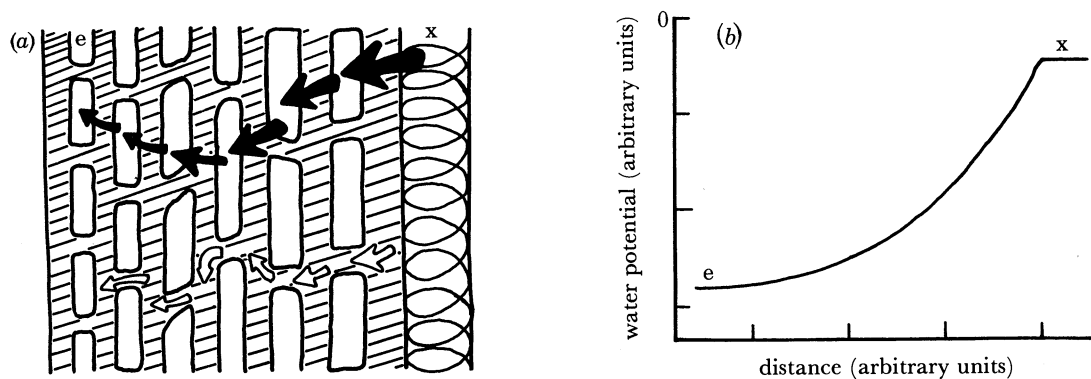 (a)
e
x
(b)
0
x
e
water potential (arbitrary units)
distance (arbitrary units)